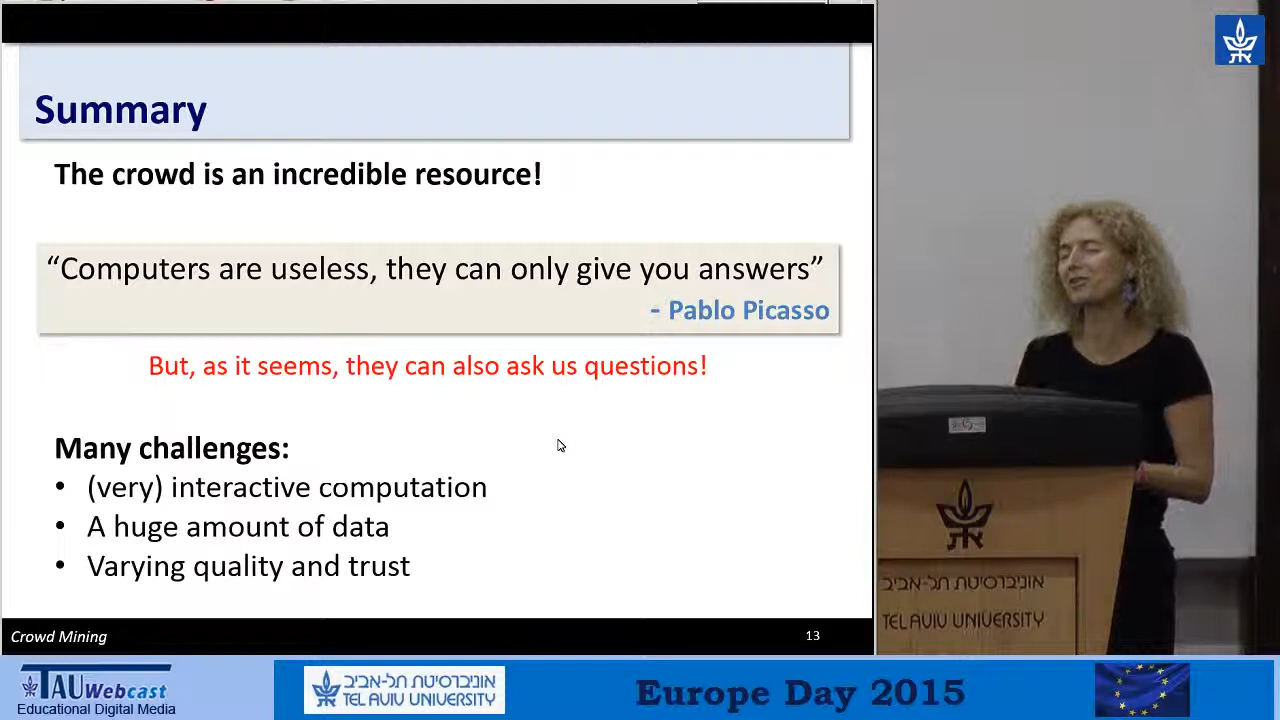 Summary
The crowd is an incredible resource!
“Computers are useless, they can only give you answers”
- Pablo Picasso
But, as it seems, they can also ask us questions!
Many challenges:
• (very) interactive computation
• A huge amount of data
• Varying quality and trust
Crowd Mining
13
אוניברסיטת תל-אביב
TEL AVIV UNIVERSITY
TAU Webcast
Educational Digital Media
אוניברסיטת תל-אביב
TEL AVIV UNIVERSITY
Europe Day 2015